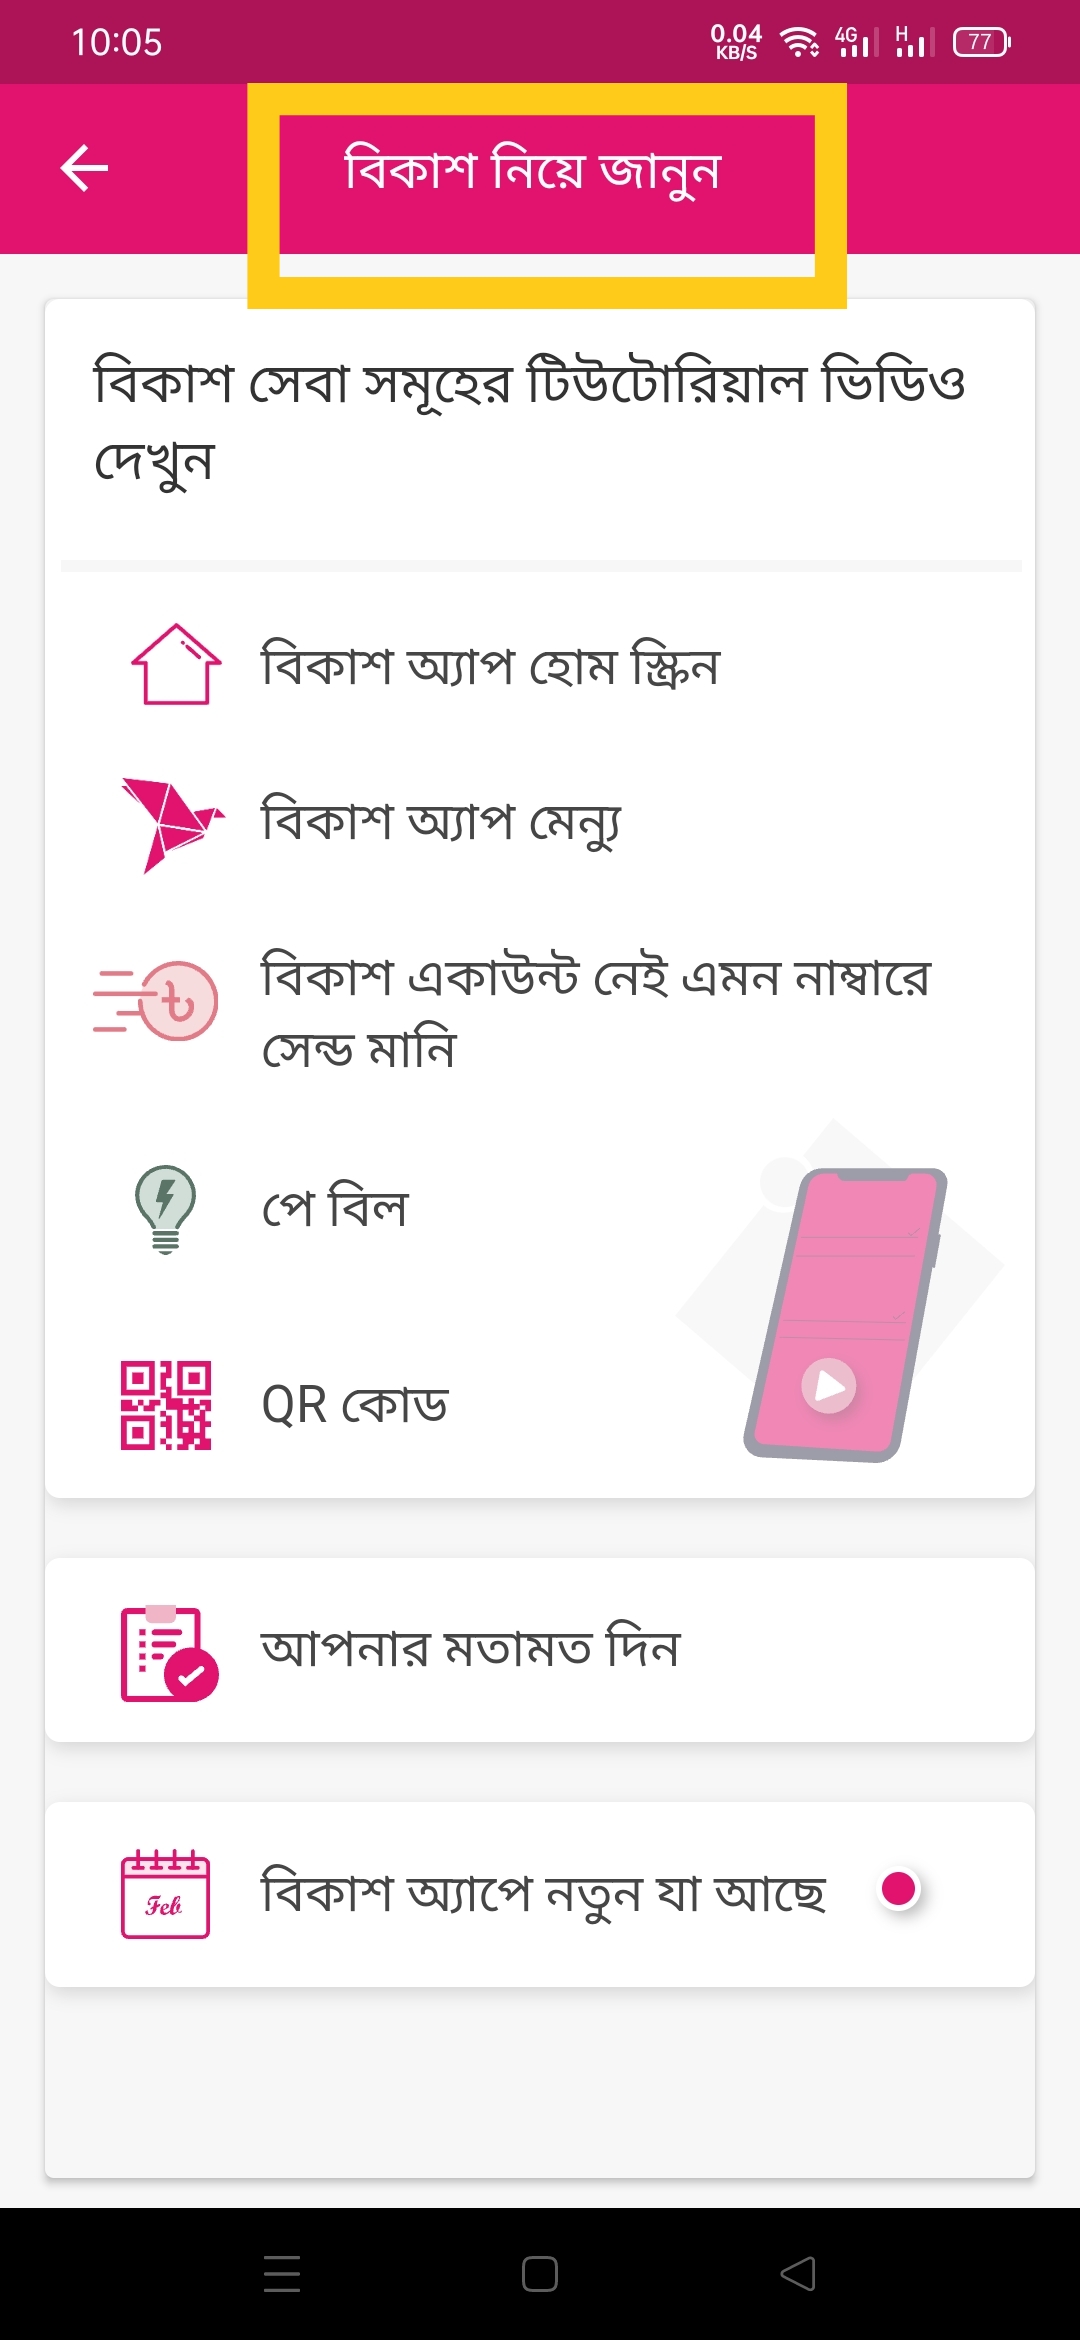 10:05
0.04
KB/S
4G
H
77
বিকাশ নিয়ে জানুন
বিকাশ সেবা সমূহের টিউটোরিয়াল ভিডিও
দেখুন
বিকাশ অ্যাপ হোম স্ক্রিন
বিকাশ অ্যাপ মেন্যু
বিকাশ একাউন্ট নেই এমন নাম্বারে
সেন্ড মানি
পে বিল
QR কোড
আপনার মতামত দিন
Feb
বিকাশ অ্যাপে নতুন যা আছে